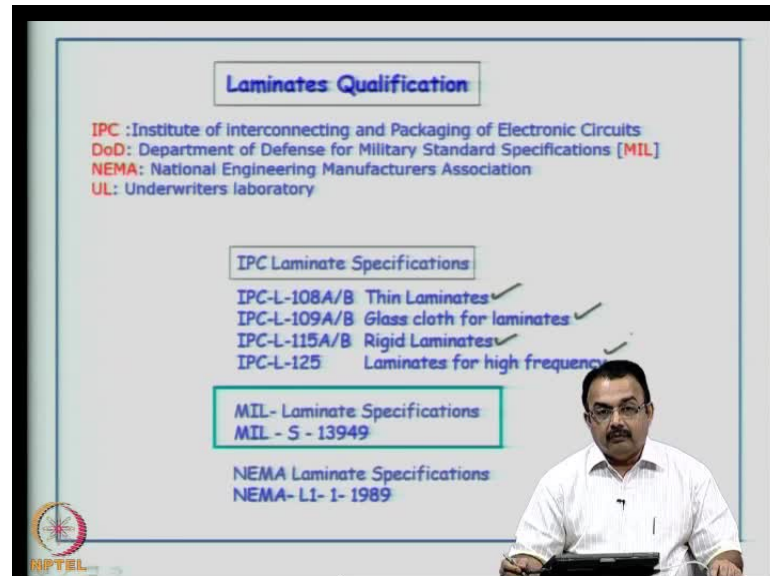 Laminates Qualification
IPC :Institute of interconnecting and Packaging of Electronic Circuits
DoD: Department of Defense for Military Standard Specifications [MIL]
NEMA: National Engineering Manufacturers Association
UL: Underwriters laboratory
IPC Laminate Specifications
IPC-L-108A/B Thin Laminates
IPC-L-109A/B Glass cloth for laminates
IPC-L-115A/B Rigid Laminates
IPC-L-125 Laminates for high frequency
MIL- Laminate Specifications
MIL - S - 13949
NEMA Laminate Specifications
NEMA- L1- 1- 1989
NPTEL